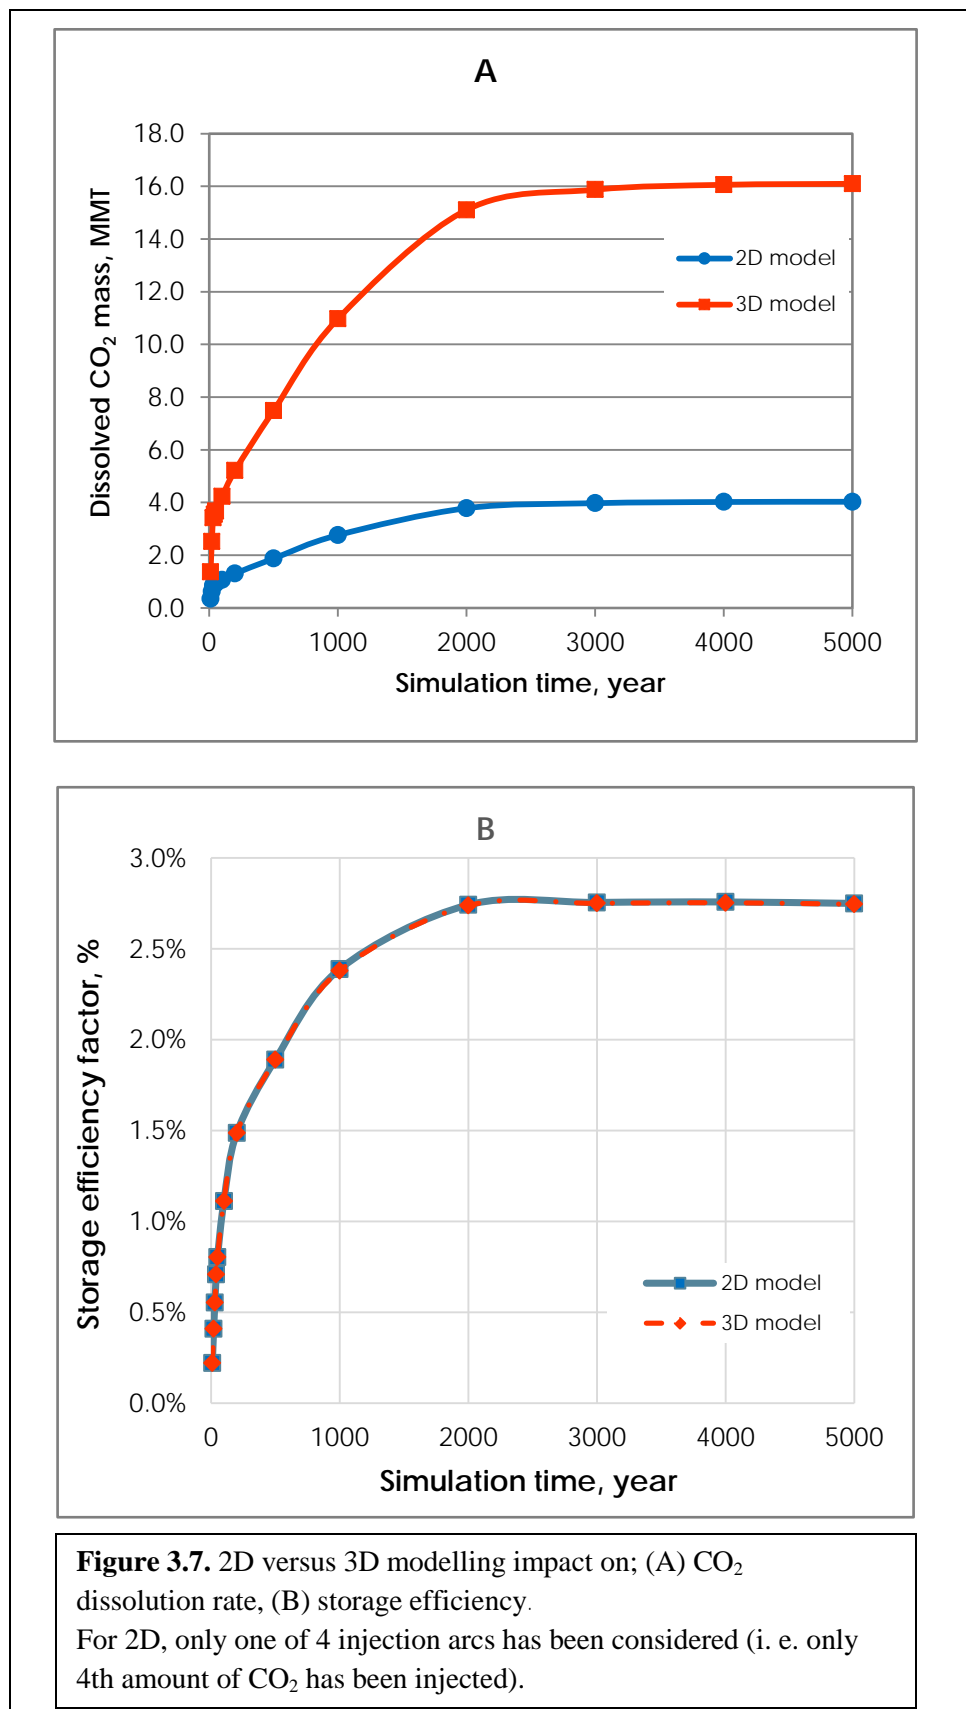 A
18.0
16.0
14.0
12.0
10.0
8.0
6.0
4.0
2.0
0.0
Dissolved CO₂ mass, MMT
2D model
3D model
0 1000 2000 3000 4000 5000
Simulation time, year
B
3.0%
2.5%
2.0%
1.5%
1.0%
0.5%
0.0%
Storage efficiency factor, %
2D model
3D model
0 1000 2000 3000 4000 5000
Simulation time, year
Figure 3.7. 2D versus 3D modelling impact on; (A) CO₂
dissolution rate, (B) storage efficiency.
For 2D, only one of 4 injection arcs has been considered (i. e. only
4th amount of CO₂ has been injected).